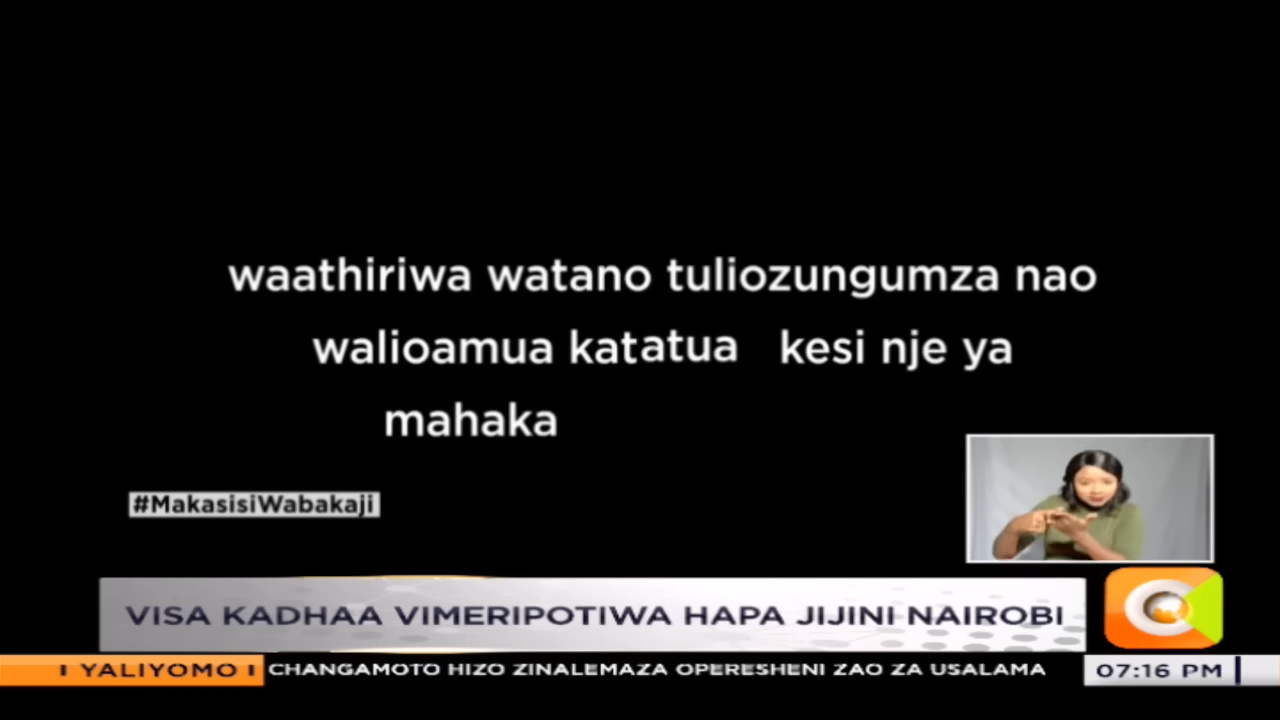 waathiriwa watano tuliozungumza nao
walioamua katatua kesi nje ya
mahaka
#MakasisiWabakaji
VISA KADHAA VIMERIPOTIWA HAPA JIJINI NAIROBI
YALIYOMO
CHANGAMOTO HIZO ZINALEMAZA OPERESHENI ZAO ZA USALAMA
07:16 PM